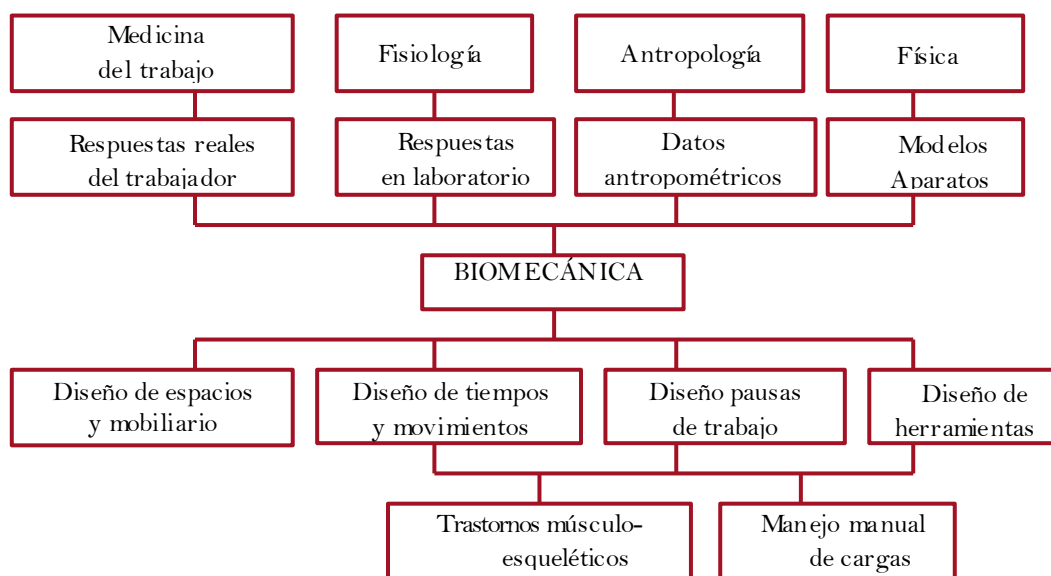 Medicina
del trabajo
Fisiología
Antropología
Física
Respuestas reales
del trabajador
Respuestas
en laboratorio
Datos
antropométricos
Modelos
Aparatos
BIOMECÁNICA
Diseño de espacios
y mobiliario
Diseño de tiempos
y movimientos
Diseño pausas
de trabajo
Diseño de
herramientas
Trastornos músculo-
esqueléticos
Manejo manual
de cargas